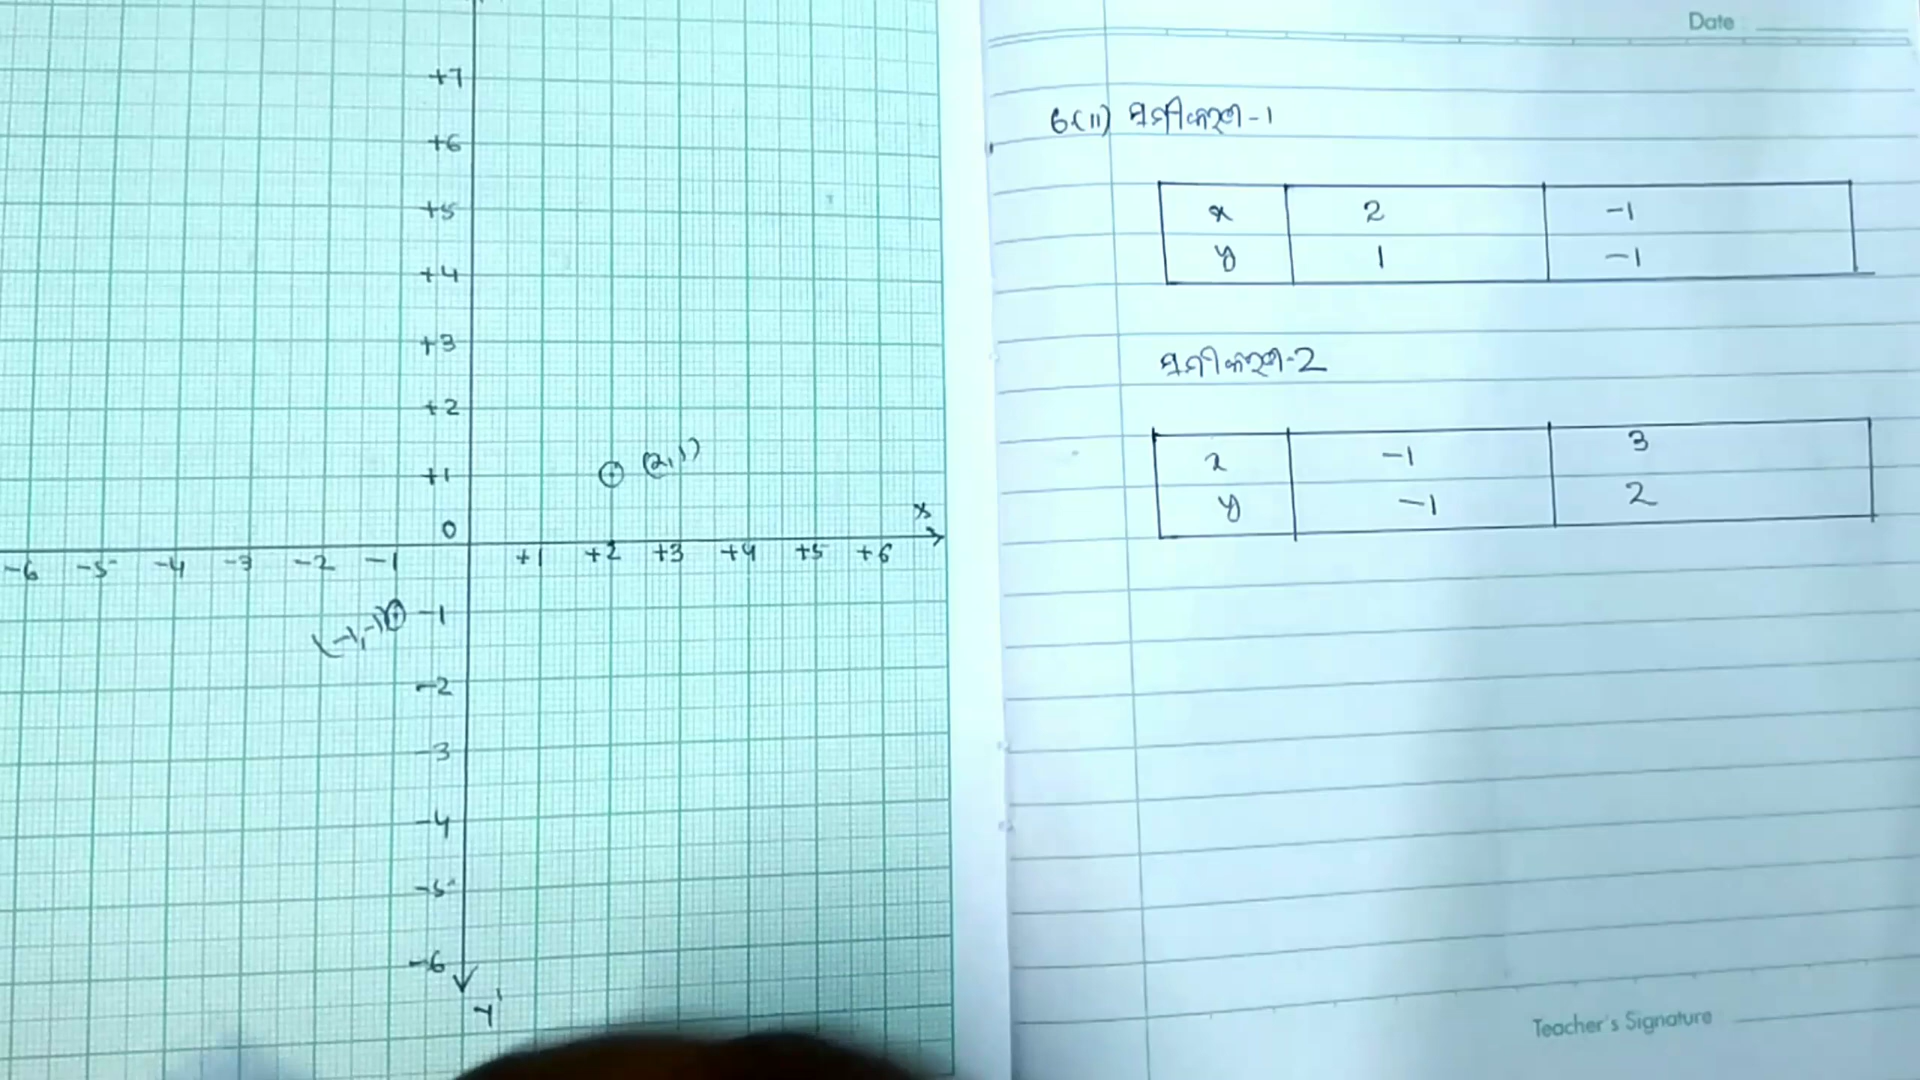 +7
+6
+5
+4
+3
+2
(2,1)
+1
x
0
-6 -5 -4 -3 -2 -1 +1 +2 +3 +4 +5 +6
(-1,-1) -1
-2
-3
-4
-5
-6
Y'
Date
6(ii) ସମୀକରଣ-1
x 2 -1
y 1 -1
ସମୀକରଣ-2
x -1 3
y -1 2
Teacher's Signature